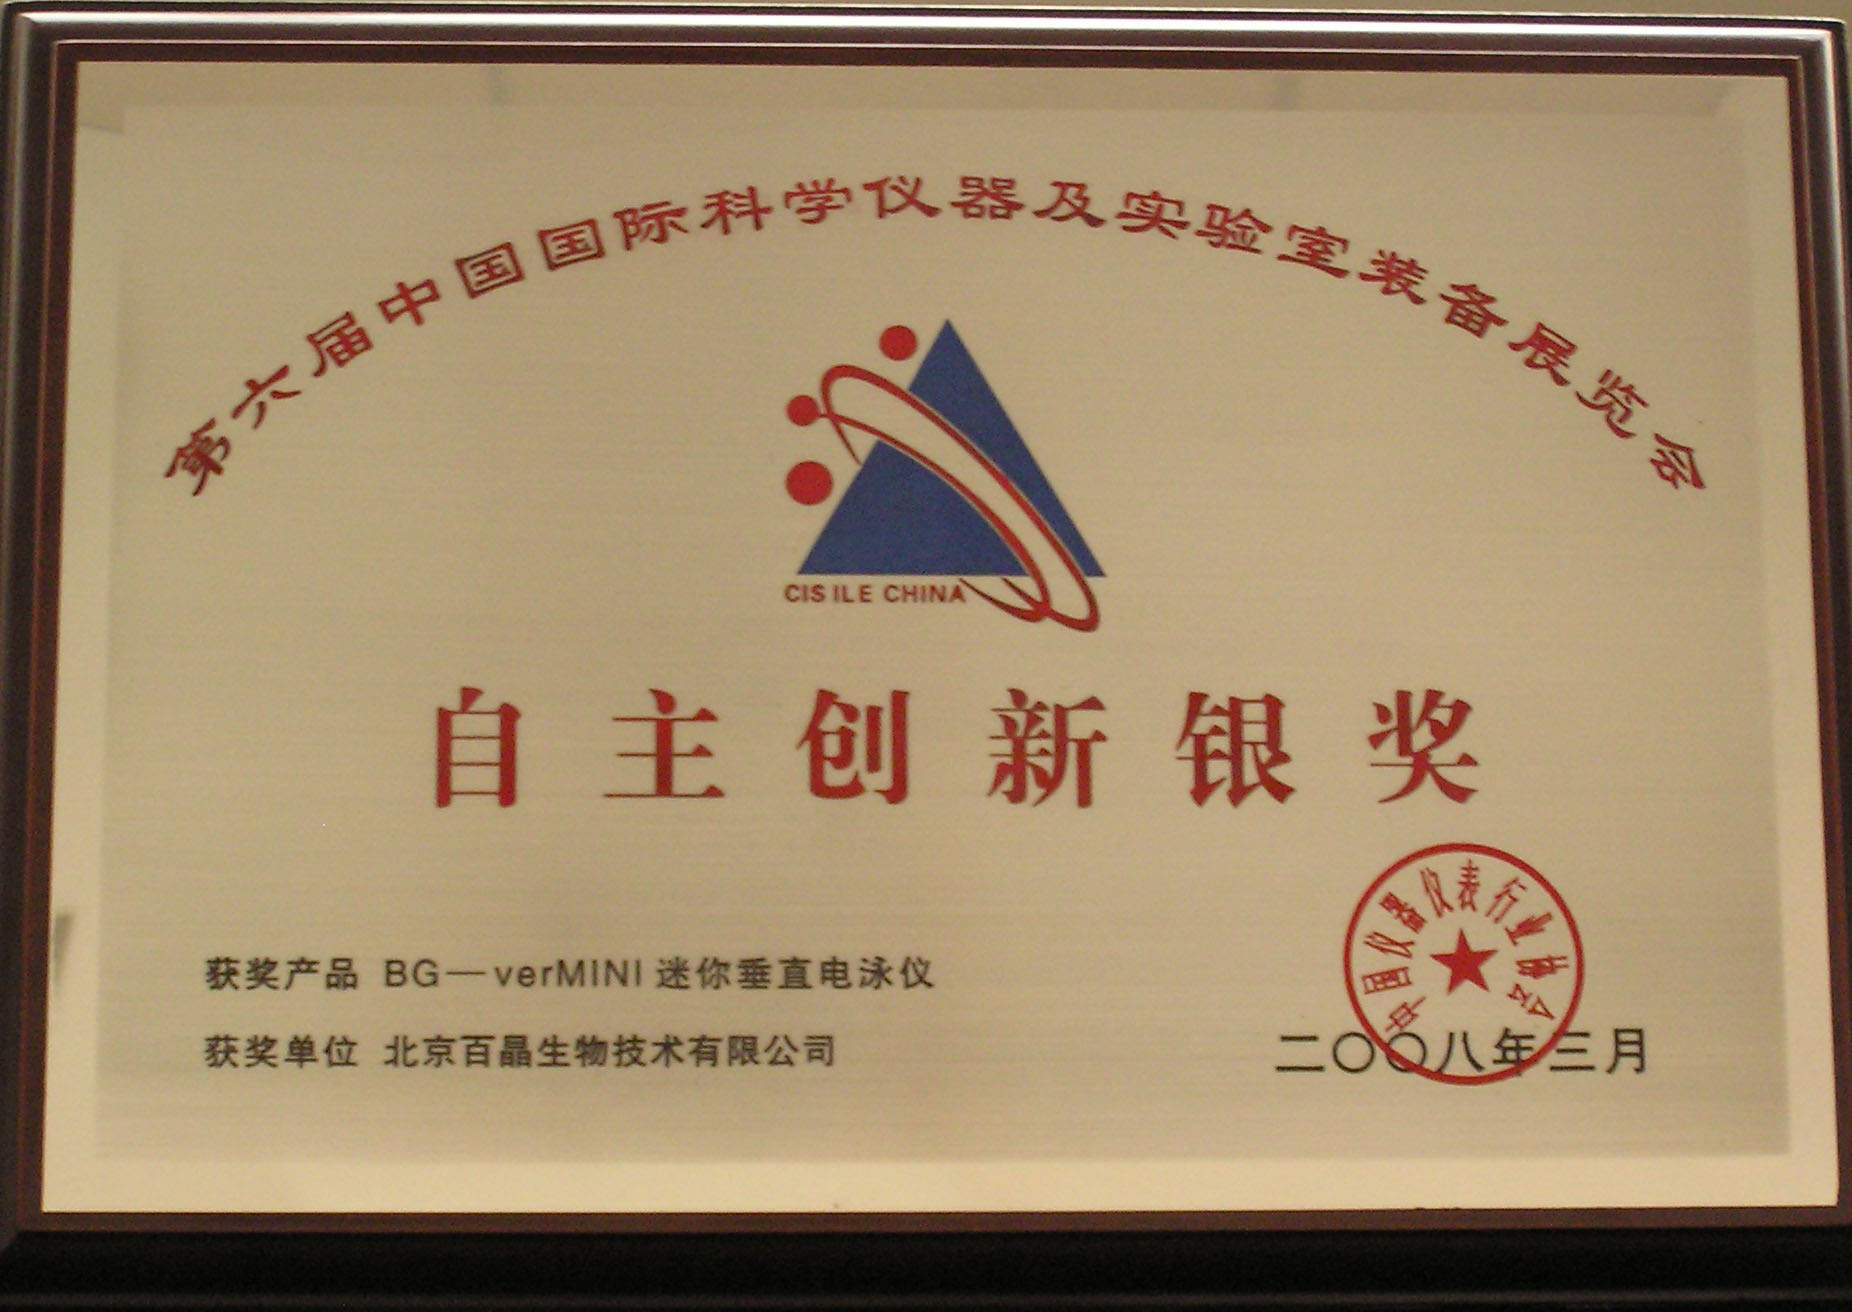 第六届中国国际科学仪器及实验室装备展览会
CISILE CHINA
自主创新银奖
获奖产品 BG—verMINI 迷你垂直电泳仪
获奖单位 北京百晶生物技术有限公司
中国仪器仪表行业协会
二〇〇八年三月